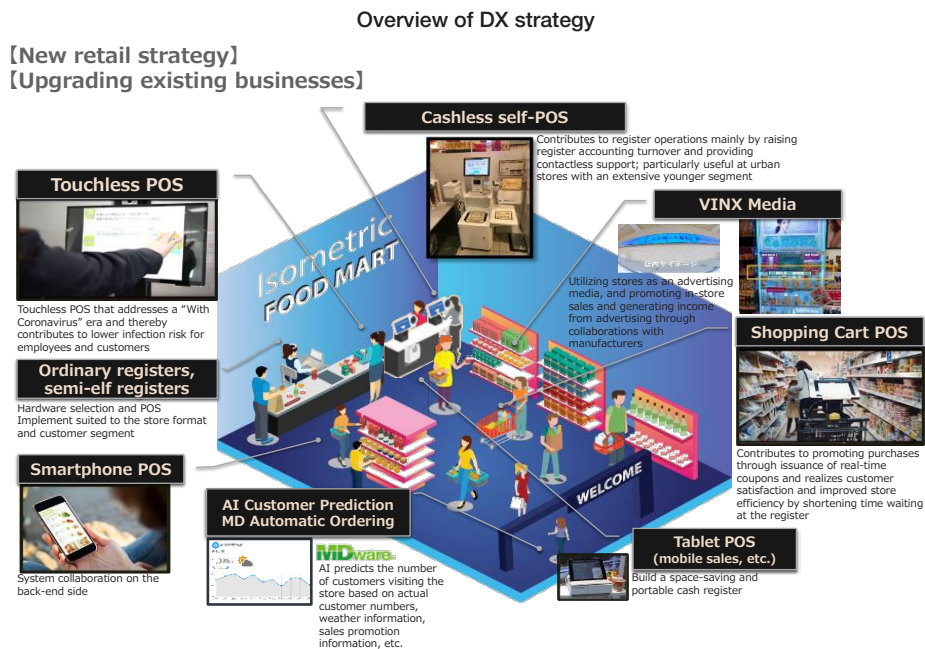 Overview of DX strategy
【New retail strategy】
【Upgrading existing businesses】
Cashless self-POS
Contributes to register operations mainly by raising
register accounting turnover and providing
contactless support; particularly useful at urban
stores with an extensive younger segment
Touchless POS
Touchless POS that addresses a “With
Coronavirus” era and thereby
contributes to lower infection risk for
employees and customers
VINX Media
店内サイネージ
Utilizing stores as an advertising
media, and promoting in-store
sales and generating income
from advertising through
collaborations with
manufacturers
Isometric
FOOD MART
Ordinary registers,
semi-elf registers
Hardware selection and POS
Implement suited to the store format
and customer segment
Shopping Cart POS
Contributes to promoting purchases
through issuance of real-time
coupons and realizes customer
satisfaction and improved store
efficiency by shortening time waiting
at the register
Smartphone POS
System collaboration on the
back-end side
WELCOME
AI Customer Prediction
MD Automatic Ordering
MDware
AI predicts the number
of customers visiting the
store based on actual
customer numbers,
weather information,
sales promotion
information, etc.
Tablet POS
(mobile sales, etc.)
Build a space-saving and
portable cash register